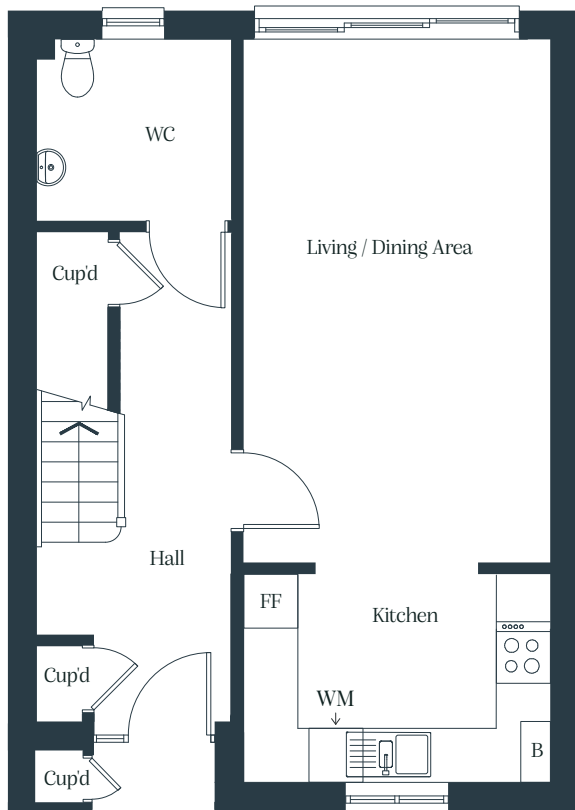 WC
Living / Dining Area
Cup'd
Hall
FF
Kitchen
Cup'd
WM
B
Cup'd